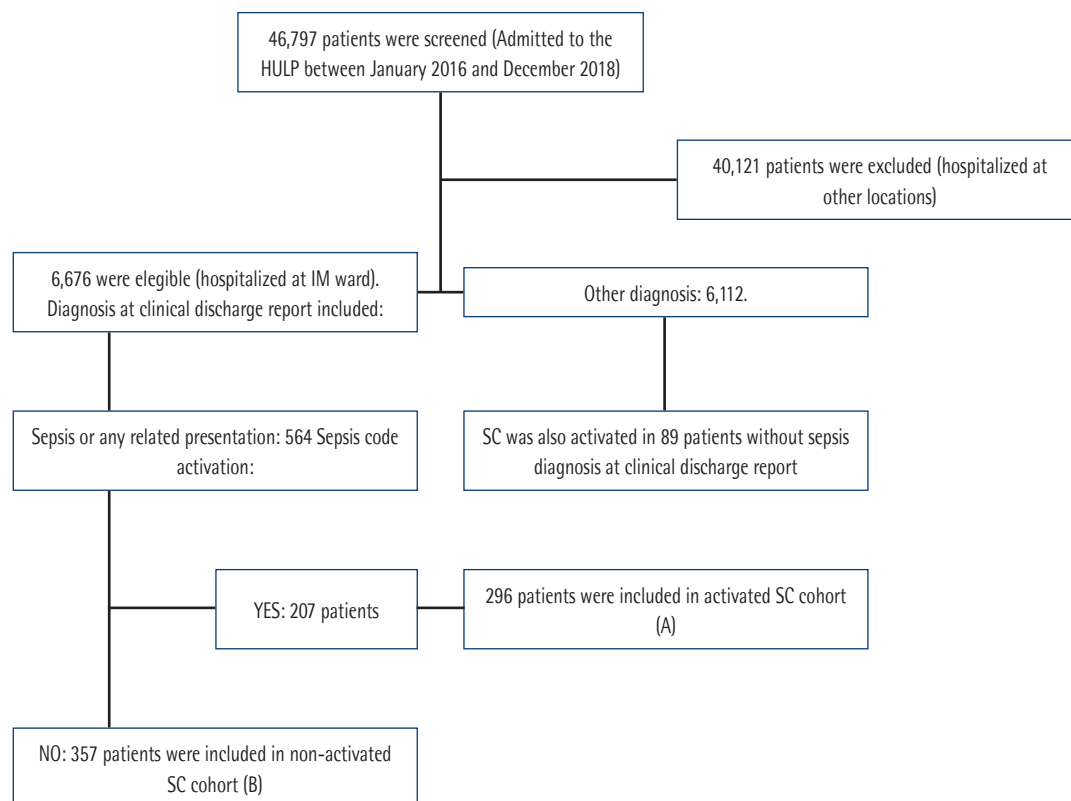 46,797 patients were screened (Admitted to the
HULP between January 2016 and December 2018)
40,121 patients were excluded (hospitalized at
other locations)
6,676 were elegible (hospitalized at IM ward).
Diagnosis at clinical discharge report included:
Other diagnosis: 6,112.
Sepsis or any related presentation: 564 Sepsis code
activation:
SC was also activated in 89 patients without sepsis
diagnosis at clinical discharge report
YES: 207 patients
296 patients were included in activated SC cohort
(A)
NO: 357 patients were included in non-activated
SC cohort (B)